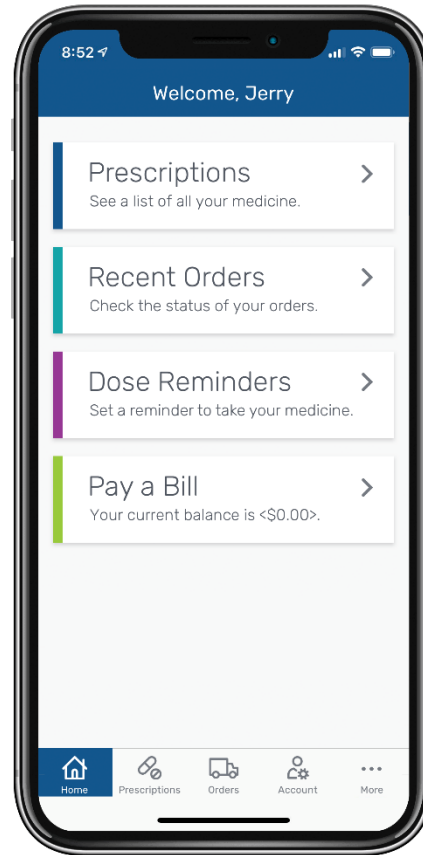 8:52
Welcome, Jerry
Prescriptions
See a list of all your medicine.
Recent Orders
Check the status of your orders.
Dose Reminders
Set a reminder to take your medicine.
Pay a Bill
Your current balance is <$0.00>.
Home Prescriptions Orders Account More